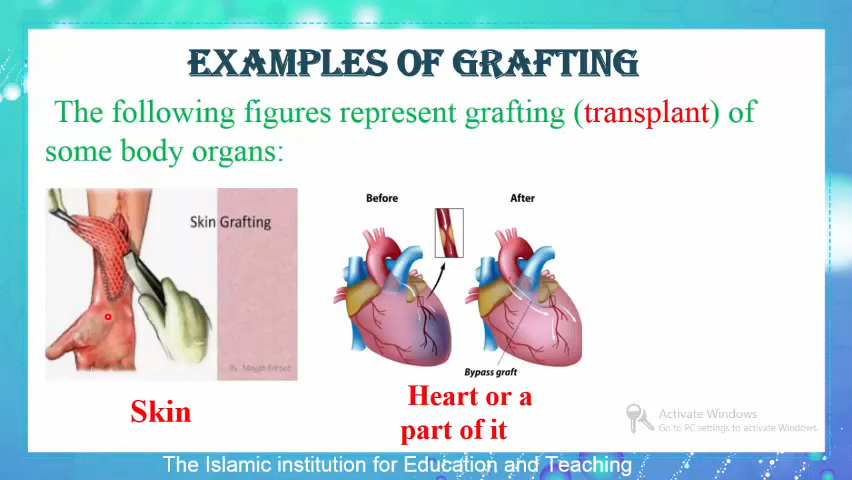 EXAMPLES OF GRAFTING
The following figures represent grafting (transplant) of
some body organs:
Skin Grafting
Before
After
Bypass graft
Skin
Heart or a
part of it
Activate Windows
Go to PC settings to activate Windows.
The Islamic institution for Education and Teaching